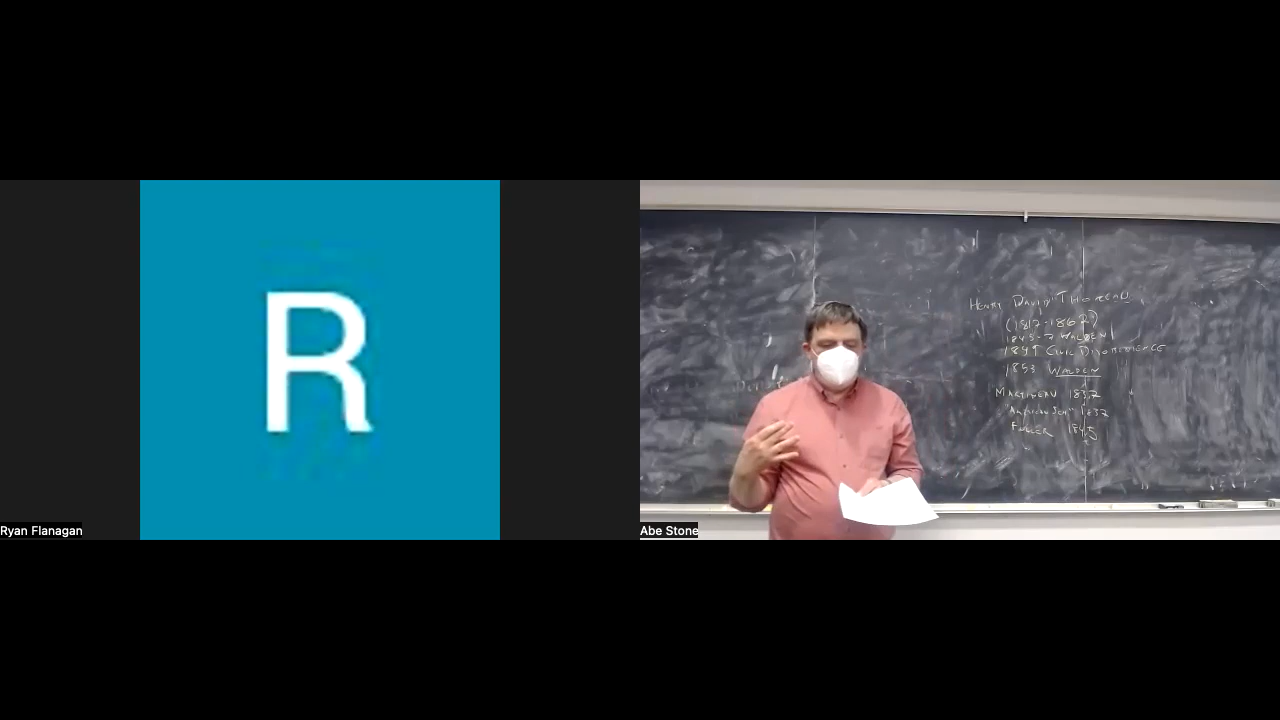 R
Ryan Flanagan
Abe Stone
HENRY DAVID THOREAU
(1817-1862)
1845-7 WALDEN
1849 CIVIL DISOBEDIENCE
1853 WALDEN
MARTINEAU 1837
"AMERICAN SCH" 1837
FULLER 1845